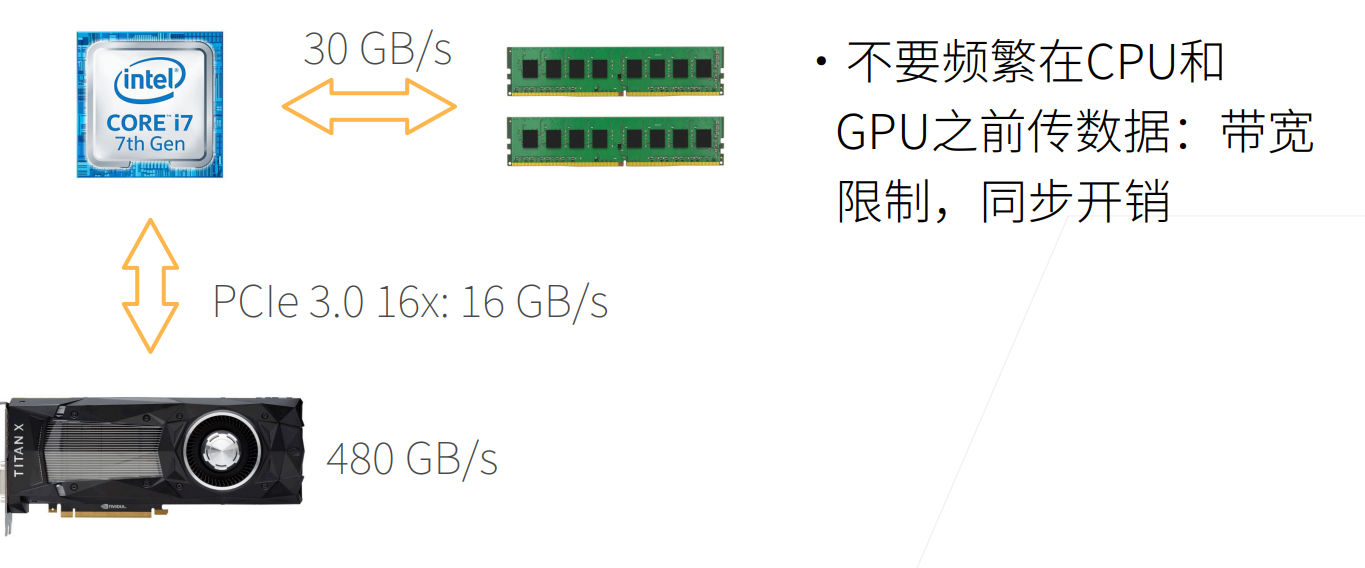 30 GB/s
intel
CORE™ i7
7th Gen
• 不要频繁在CPU和
GPU之前传数据：带宽
限制，同步开销
PCIe 3.0 16x: 16 GB/s
TITAN X
480 GB/s
NVIDIA